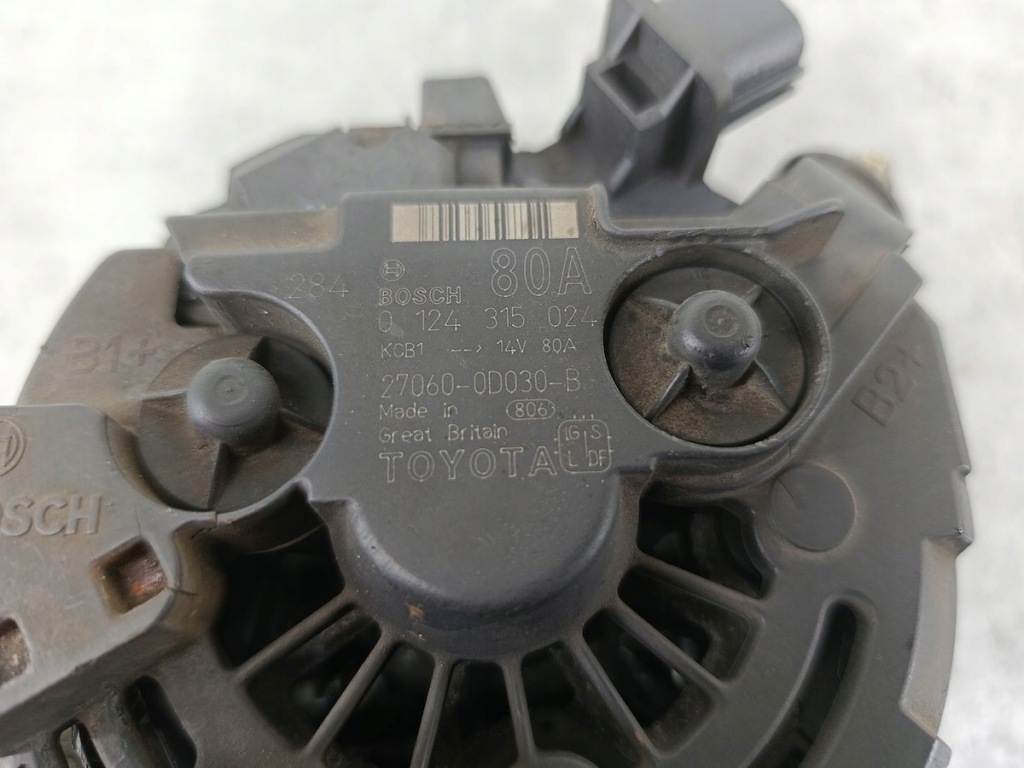 80A
284
BOSCH
0 124 315 024
KCB1 --> 14V 80A
27060-0D030-B
Made in 806 ...
Great Britain
TOYOTA
IG S
L DF
B1+
B2+
OSCH